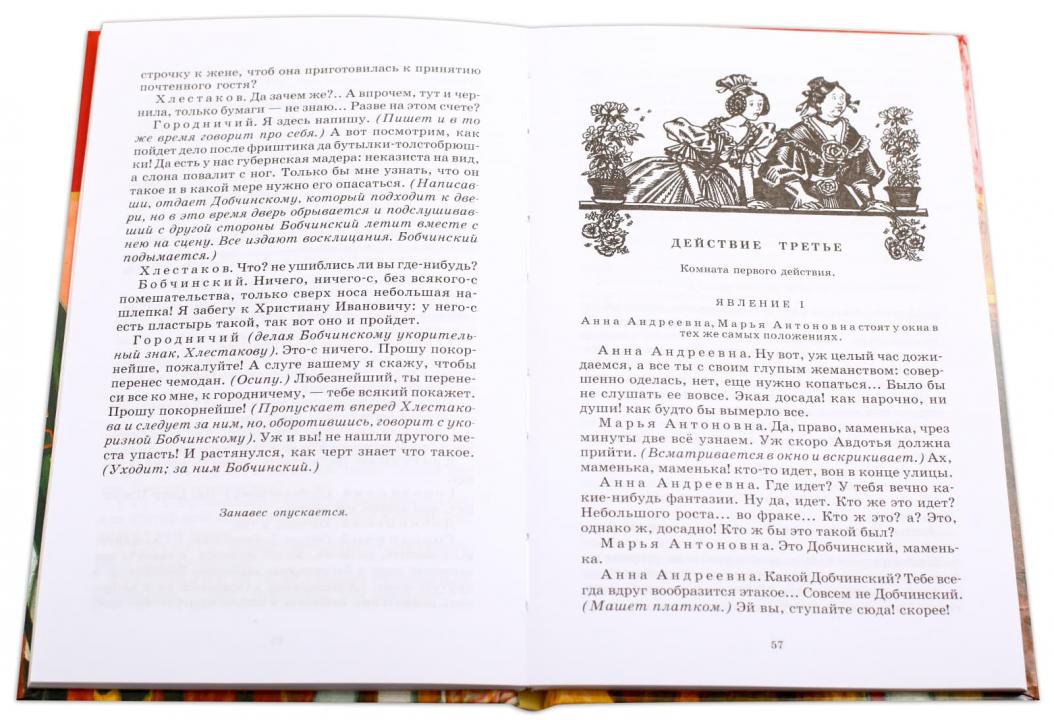 строчку к жене, чтоб она приготовилась к принятию
почтенного гостя?
Хлестаков. Да зачем же?.. А впрочем, тут и чер-
нила, только бумаги — не знаю... Разве на этом счете?
Городничий. Я здесь напишу. (Пишет и в то
же время говорит про себя.) А вот посмотрим, как
пойдет дело после фриштика да бутылки-толстобрюш-
ки! Да есть у нас губернская мадера: неказиста на вид,
а слона повалит с ног. Только бы мне узнать, что он
такое и в какой мере нужно его опасаться. (Написав-
ши, отдает Добчинскому, который подходит к две-
ри, но в это время дверь обрывается и подслушивав-
ший с другой стороны Бобчинский летит вместе с
нею на сцену. Все издают восклицания. Бобчинский
подымается.)
Хлестаков. Что? не ушиблись ли вы где-нибудь?
Бобчинский. Ничего, ничего-с, без всякого-с
помешательства, только сверх носа небольшая на-
шлепка! Я забегу к Христиану Ивановичу: у него-с
есть пластырь такой, так вот оно и пройдет.
Городничий (делая Бобчинскому укоритель-
ный знак, Хлестакову). Это-с ничего. Прошу покор-
нейше, пожалуйте! А слуге вашему я скажу, чтобы
перенес чемодан. (Осипу.) Любезнейший, ты перене-
си все ко мне, к городничему, — тебе всякий покажет.
Прошу покорнейше! (Пропускает вперед Хлестако-
ва и следует за ним, но, оборотившись, говорит с уко-
ризной Бобчинскому). Уж и вы! не нашли другого ме-
ста упасть! И растянулся, как черт знает что такое.
(Уходит; за ним Бобчинский.)
Занавес опускается.
ДЕЙСТВИЕ ТРЕТЬЕ
Комната первого действия.
ЯВЛЕНИЕ I
Анна Андреевна, Марья Антоновна стоят у окна в
тех же самых положениях.
Анна Андреевна. Ну вот, уж целый час дожи-
даемся, а все ты с своим глупым жеманством: совер-
шенно оделась, нет, еще нужно копаться... Было бы
не слушать ее вовсе. Экая досада! как нарочно, ни
души! как будто бы вымерло все.
Марья Антоновна. Да, право, маменька, чрез
минуты две всё узнаем. Уж скоро Авдотья должна
прийти. (Всматривается в окно и вскрикивает.) Ах,
маменька, маменька! кто-то идет, вон в конце улицы.
Анна Андреевна. Где идет? У тебя вечно ка-
кие-нибудь фантазии. Ну да, идет. Кто же это идет?
Небольшого роста... во фраке... Кто ж это? а? Это,
однако ж, досадно! Кто ж бы это такой был?
Марья Антоновна. Это Добчинский, мамень-
ка.
Анна Андреевна. Какой Добчинский? Тебе все-
гда вдруг вообразится этакое... Совсем не Добчинский.
(Машет платком.) Эй вы, ступайте сюда! скорее!
57